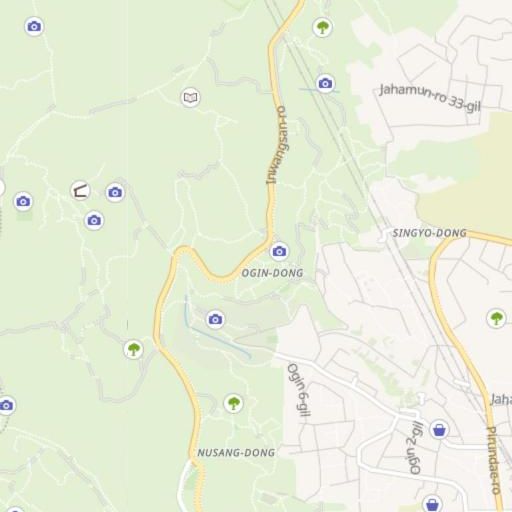 Jahamun-ro 33-gil
Inwangsan-ro
SINGYO-DONG
OGIN-DONG
Ogin 6-gil
Jaha
Ogin 2-gil
Pirundae-ro
NUSANG-DONG